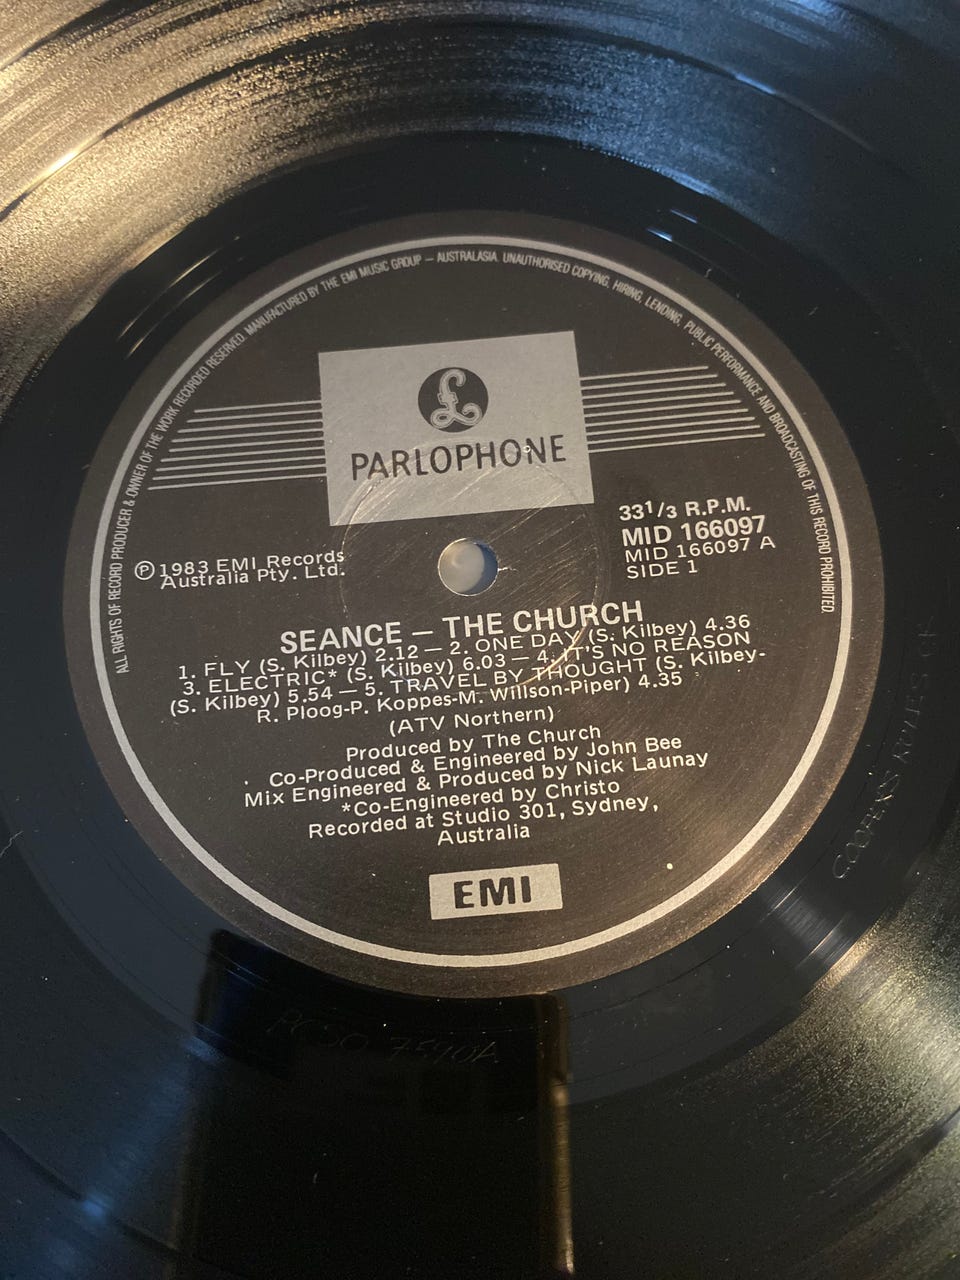 ALL RIGHTS OF RECORD PRODUCER & OWNER OF THE WORK RECORDED RESERVED. MANUFACTURED BY THE EMI MUSIC GROUP — AUSTRALASIA. UNAUTHORISED COPYING, HIRING, LENDING, PUBLIC PERFORMANCE AND BROADCASTING OF THIS RECORD PROHIBITED
£
PARLOPHONE
33 1/3 R.P.M.
MID 166097
MID 166097 A
SIDE 1
Ⓟ 1983 EMI Records
Australia Pty. Ltd.
SEANCE — THE CHURCH
1. FLY (S. Kilbey) 2.12 — 2. ONE DAY (S. Kilbey) 4.36
3. ELECTRIC* (S. Kilbey) 6.03 — 4. IT'S NO REASON
(S. Kilbey) 5.54 — 5. TRAVEL BY THOUGHT (S. Kilbey-
R. Ploog-P. Koppes-M. Willson-Piper) 4.35
(ATV Northern)
Produced by The Church
Co-Produced & Engineered by John Bee
Mix Engineered & Produced by Nick Launay
*Co-Engineered by Christo
Recorded at Studio 301, Sydney,
Australia
EMI